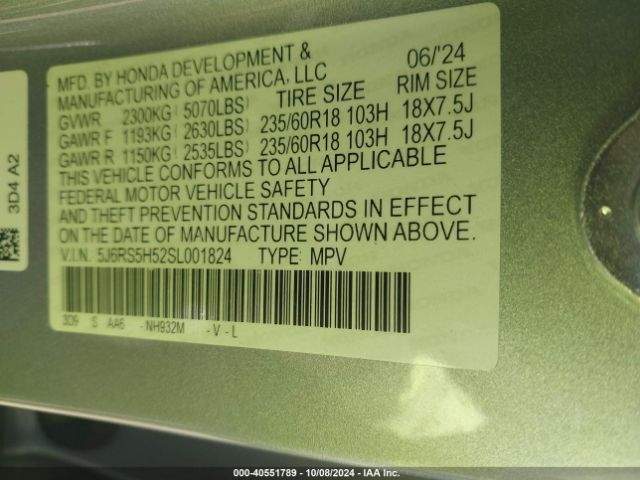 MFD. BY HONDA DEVELOPMENT &
MANUFACTURING OF AMERICA, LLC 06/'24
GVWR 2300KG ( 5070LBS) TIRE SIZE RIM SIZE
GAWR F 1193KG ( 2630LBS) 235/60R18 103H 18X7.5J
GAWR R 1150KG ( 2535LBS) 235/60R18 103H 18X7.5J
THIS VEHICLE CONFORMS TO ALL APPLICABLE
FEDERAL MOTOR VEHICLE SAFETY
AND THEFT PREVENTION STANDARDS IN EFFECT
ON THE DATE OF MANUFACTURE SHOWN ABOVE.
V.I.N. 5J6RS5H52SL001824 TYPE: MPV
3D9 S AA6 - NH932M - V - L
3D4 A2
000-40551789 - 10/08/2024 - IAA Inc.